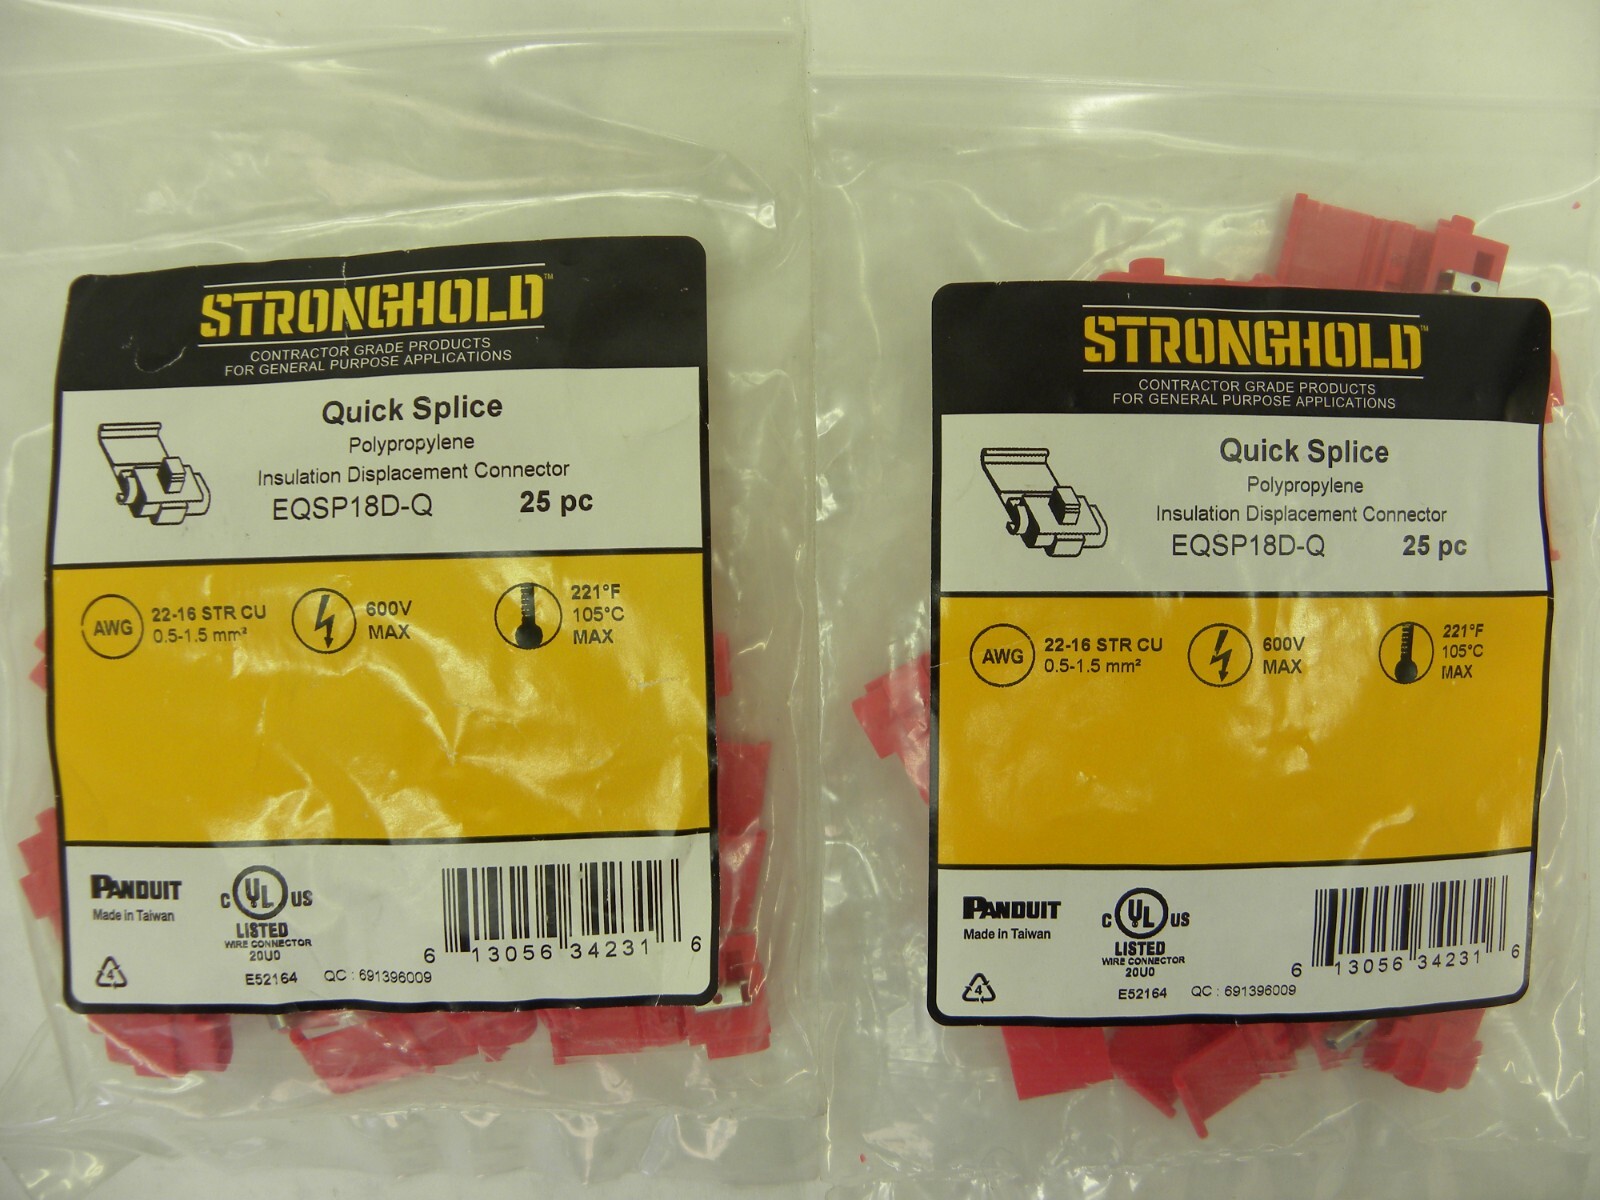 STRONGHOLD™
CONTRACTOR GRADE PRODUCTS
FOR GENERAL PURPOSE APPLICATIONS
Quick Splice
Polypropylene
Insulation Displacement Connector
EQSP18D-Q 25 pc
AWG 22-16 STR CU
0.5-1.5 mm²
600V
MAX
221°F
105°C
MAX
PANDUIT
Made in Taiwan
C UL US
LISTED
WIRE CONNECTOR
20U0
E52164 QC : 691396009
6 13056 34231 6
4
STRONGHOLD™
CONTRACTOR GRADE PRODUCTS
FOR GENERAL PURPOSE APPLICATIONS
Quick Splice
Polypropylene
Insulation Displacement Connector
EQSP18D-Q 25 pc
AWG 22-16 STR CU
0.5-1.5 mm²
600V
MAX
221°F
105°C
MAX
PANDUIT
Made in Taiwan
C UL US
LISTED
WIRE CONNECTOR
20U0
E52164 QC : 691396009
6 13056 34231 6
4